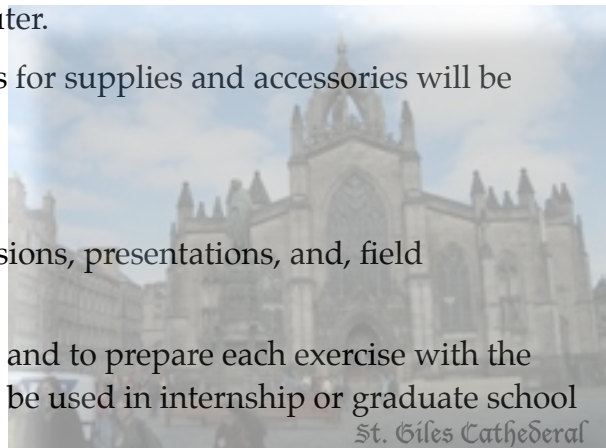 uter.
s for supplies and accessories will be
sions, presentations, and, field
and to prepare each exercise with the
be used in internship or graduate school
St. Giles Cathederal